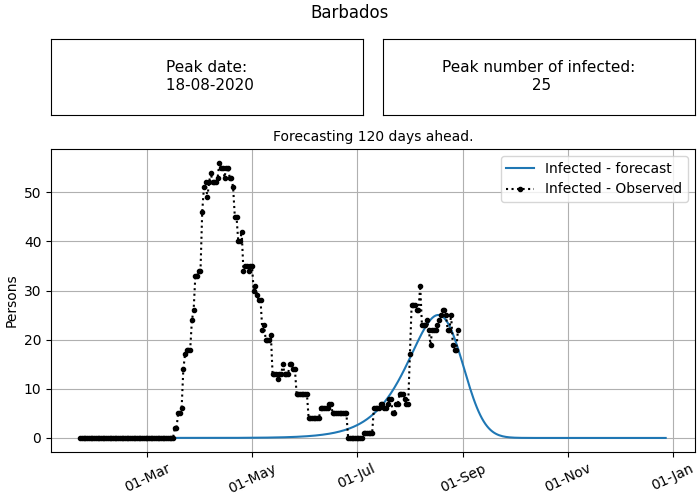 Barbados
Peak date:
18-08-2020
Peak number of infected:
25
Forecasting 120 days ahead.
Infected - forecast
Infected - Observed
Persons
50
40
30
20
10
0
01-Mar
01-May
01-Jul
01-Sep
01-Nov
01-Jan